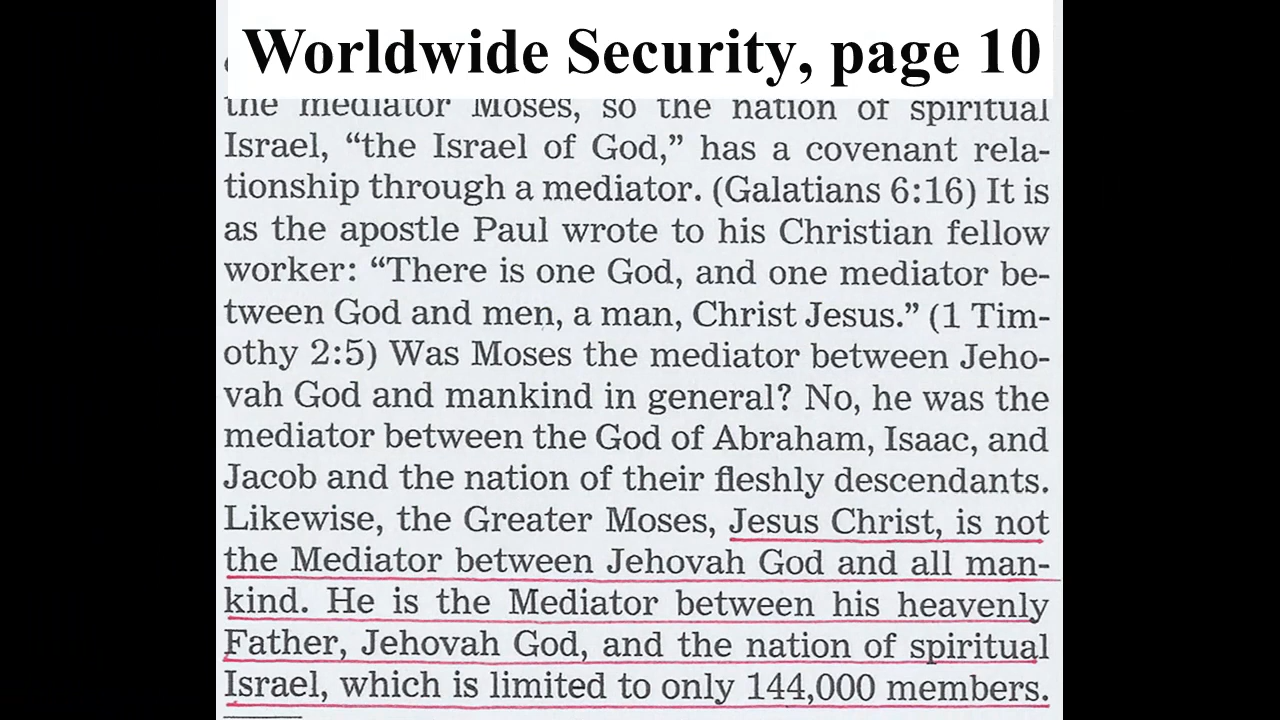 Worldwide Security, page 10
the mediator Moses, so the nation of spiritual
Israel, “the Israel of God,” has a covenant rela-
tionship through a mediator. (Galatians 6:16) It is
as the apostle Paul wrote to his Christian fellow
worker: “There is one God, and one mediator be-
tween God and men, a man, Christ Jesus.” (1 Tim-
othy 2:5) Was Moses the mediator between Jeho-
vah God and mankind in general? No, he was the
mediator between the God of Abraham, Isaac, and
Jacob and the nation of their fleshly descendants.
Likewise, the Greater Moses, Jesus Christ, is not
the Mediator between Jehovah God and all man-
kind. He is the Mediator between his heavenly
Father, Jehovah God, and the nation of spiritual
Israel, which is limited to only 144,000 members.